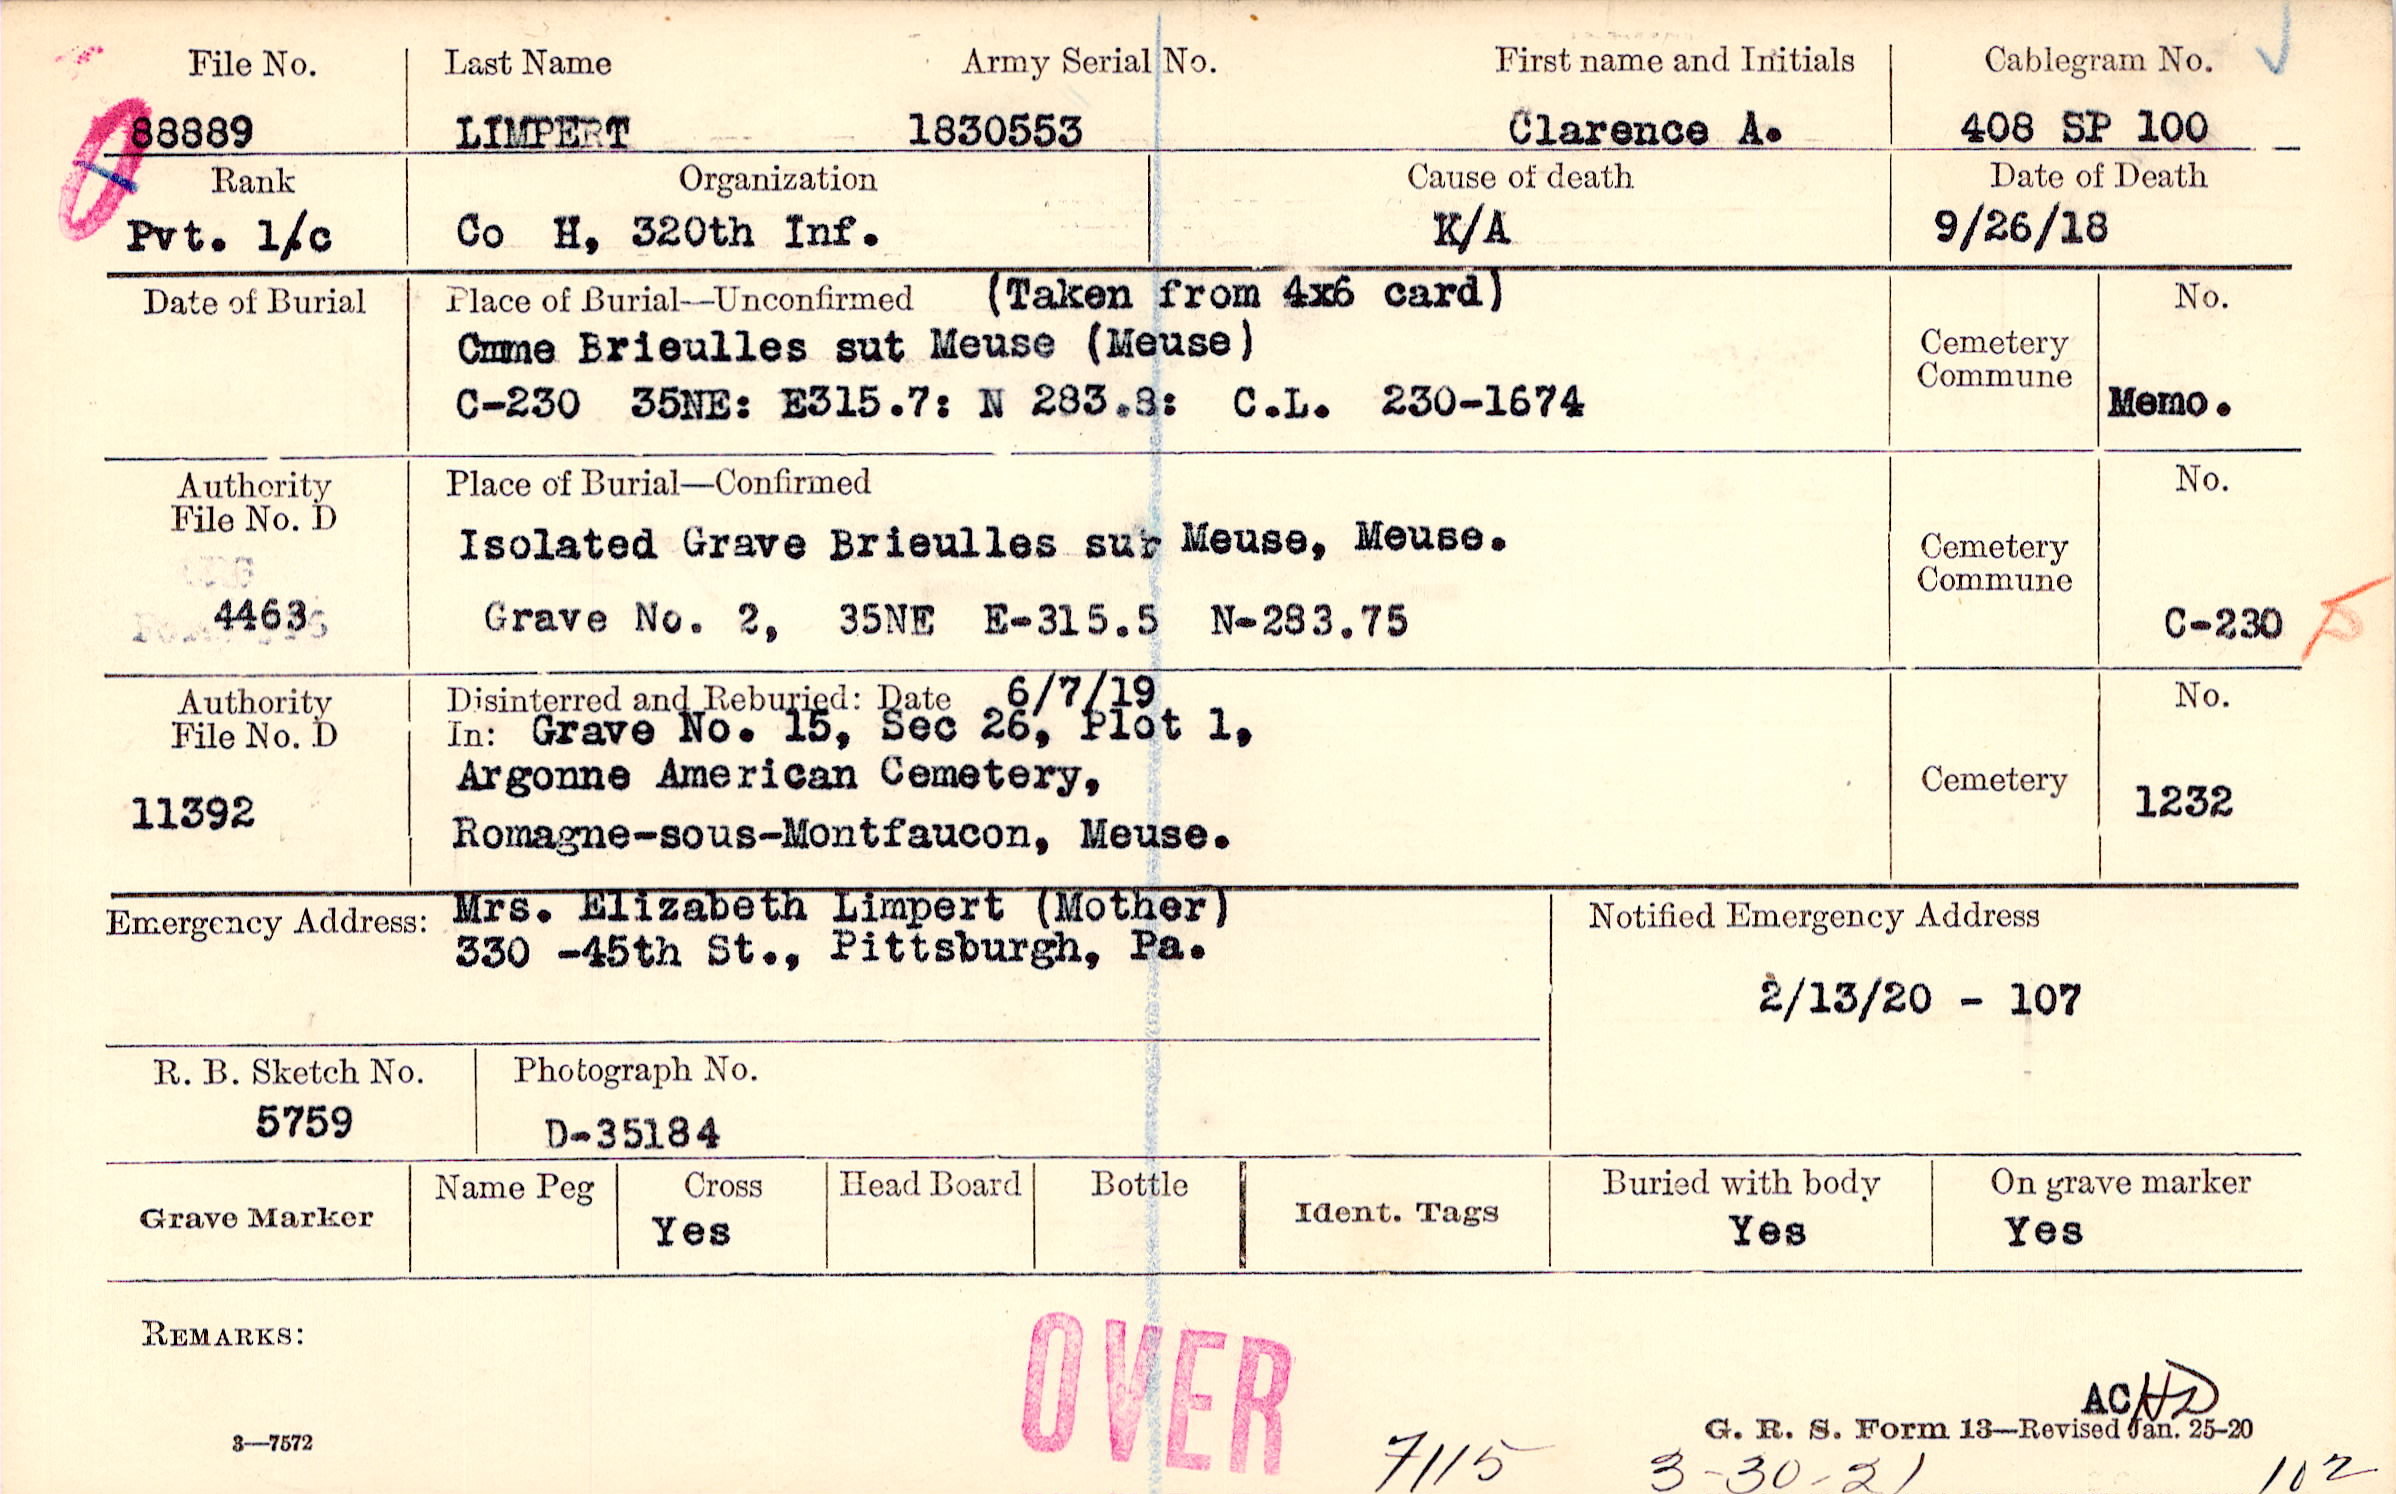 File No. Last Name Army Serial No. First name and Initials Cablegram No.
88889 LIMPERT 1830553 Clarence A. 408 SP 100
Rank Organization Cause of death Date of Death
Pvt. 1/c Co H, 320th Inf. K/A 9/26/18
Date of Burial Place of Burial—Unconfirmed (Taken from 4x6 card) No.
Cmme Brieulles sut Meuse (Meuse) Cemetery
Commune
C-230 35NE: E315.7: N 283.8: C.L. 230-1674 Memo.
Authority Place of Burial—Confirmed No.
File No. D
Isolated Grave Brieulles sur Meuse, Meuse. Cemetery
Commune
4463 Grave No. 2, 35NE E-315.5 N-283.75 C-230
Authority Disinterred and Reburied: Date 6/7/19 No.
File No. D In: Grave No. 15, Sec 26, Plot 1,
Argonne American Cemetery, Cemetery
11392 Romagne-sous-Montfaucon, Meuse. 1232
Emergency Address: Mrs. Elizabeth Limpert (Mother) Notified Emergency Address
330 -45th St., Pittsburgh, Pa.
2/13/20 - 107
R. B. Sketch No. Photograph No.
5759 D-35184
Grave Marker Name Peg Cross Head Board Bottle Ident. Tags Buried with body On grave marker
Yes Yes Yes
REMARKS:
OVER
ACHD
3—7572 G. R. S. Form 13—Revised Jan. 25-20
7115 3-30-21 102